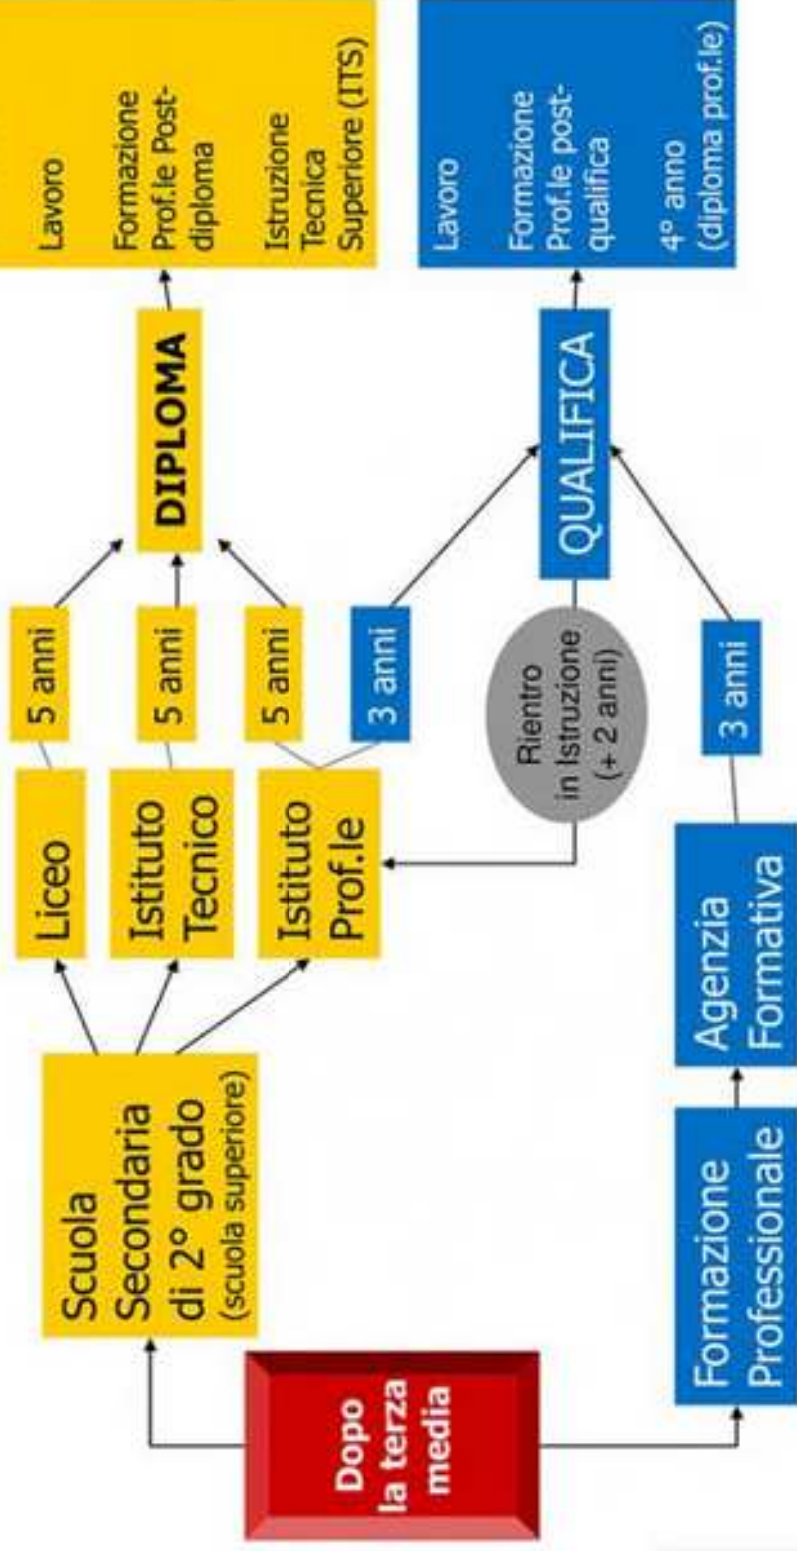 Dopo
la terza
media
Scuola
Secondaria
di 2° grado
(scuola superiore)
Liceo
5 anni
Istituto
Tecnico
5 anni
Istituto
Prof.le
5 anni
3 anni
DIPLOMA
Lavoro
Formazione
Prof.le Post-
diploma
Istruzione
Tecnica
Superiore (ITS)
Formazione
Professionale
Agenzia
Formativa
3 anni
Rientro
in Istruzione
(+ 2 anni)
QUALIFICA
Lavoro
Formazione
Prof.le post-
qualifica
4° anno
(diploma prof.le)